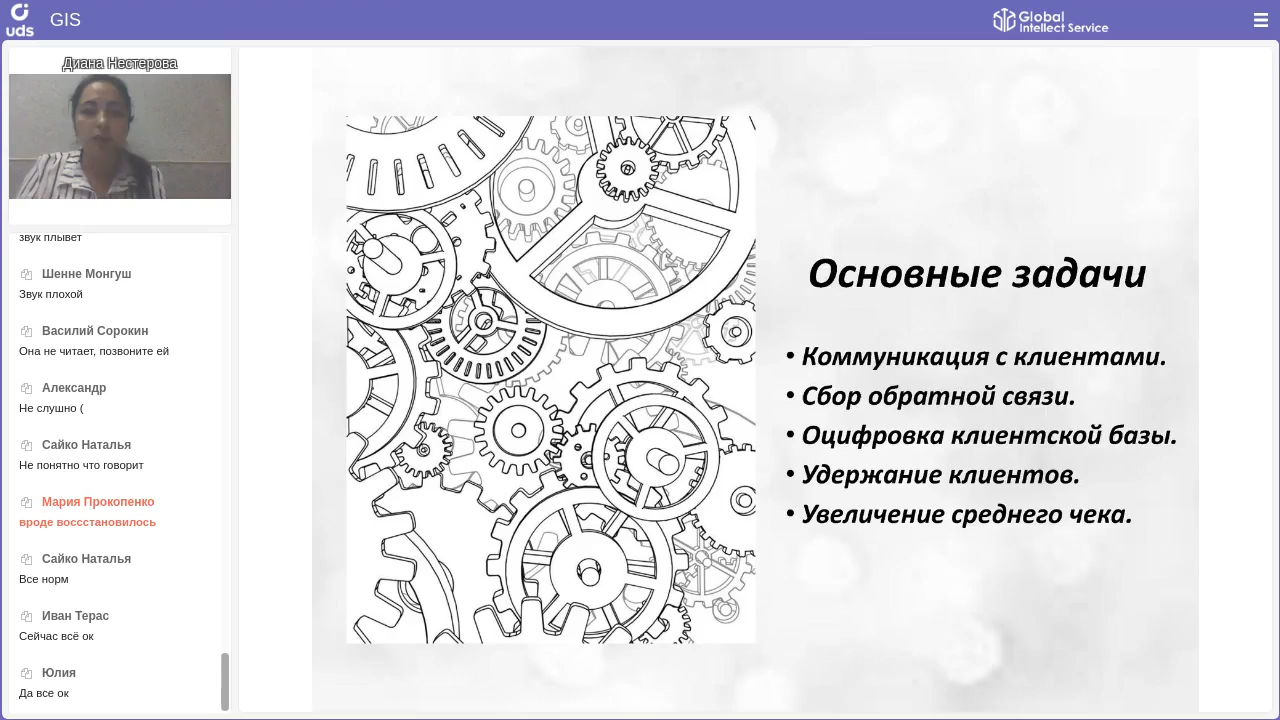 uds
GIS
Global
Intellect Service
Диана Нестерова
звук плывет
Шенне Монгуш
Звук плохой
Василий Сорокин
Она не читает, позвоните ей
Александр
Не слушно (
Сайко Наталья
Не понятно что говорит
Мария Прокопенко
вроде воссстановилось
Сайко Наталья
Все норм
Иван Терас
Сейчас всё ок
Юлия
Да все ок
Основные задачи
• Коммуникация с клиентами.
• Сбор обратной связи.
• Оцифровка клиентской базы.
• Удержание клиентов.
• Увеличение среднего чека.